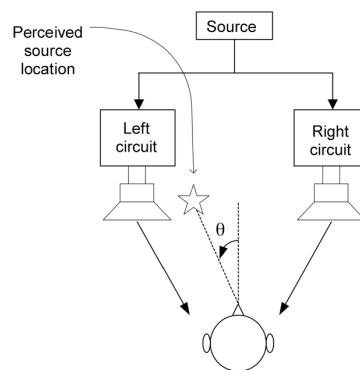 Source
Perceived
source
location
Left
circuit
Right
circuit
θ